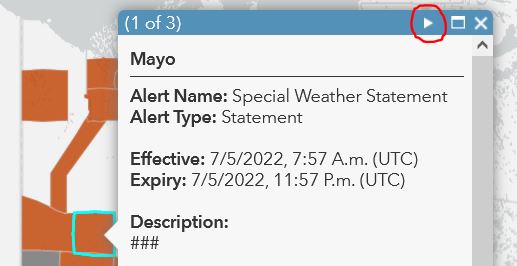 (1 of 3)
Mayo
Alert Name: Special Weather Statement
Alert Type: Statement
Effective: 7/5/2022, 7:57 A.m. (UTC)
Expiry: 7/5/2022, 11:57 P.m. (UTC)
Description:
###